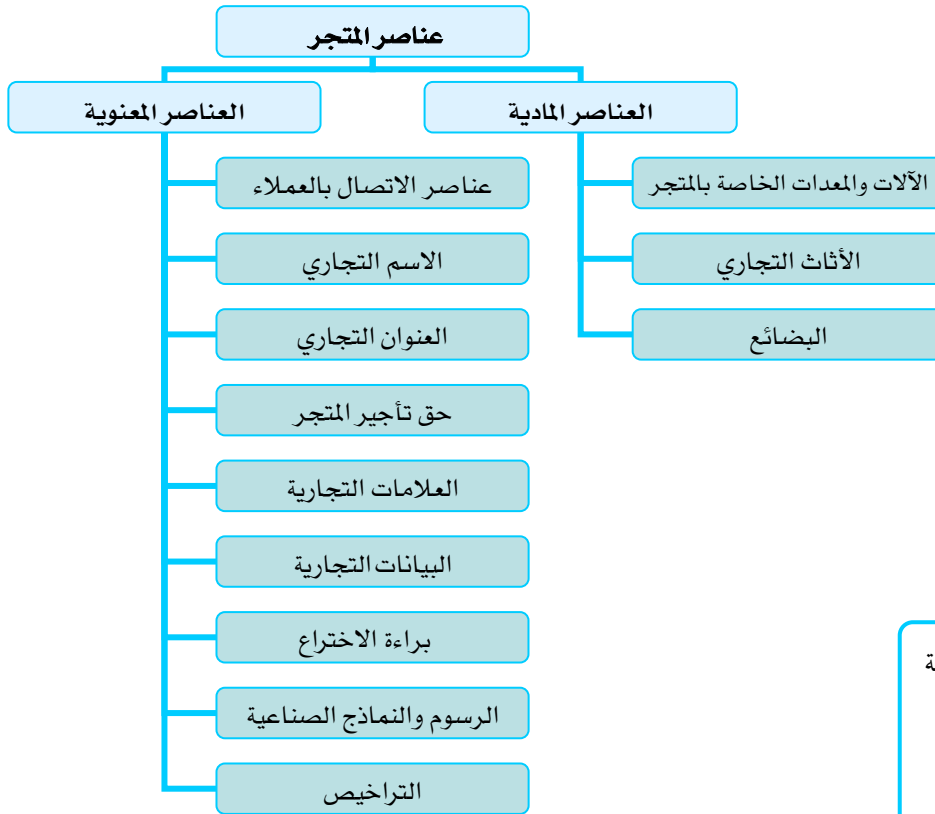 عناصر المتجر
العناصر المادية
الآلات والمعدات الخاصة بالمتجر
الأثاث التجاري
البضائع
العناصر المعنوية
عناصر الاتصال بالعملاء
الاسم التجاري
العنوان التجاري
حق تأجير المتجر
العلامات التجارية
البيانات التجارية
براءة الاختراع
الرسوم والنماذج الصناعية
التراخيص